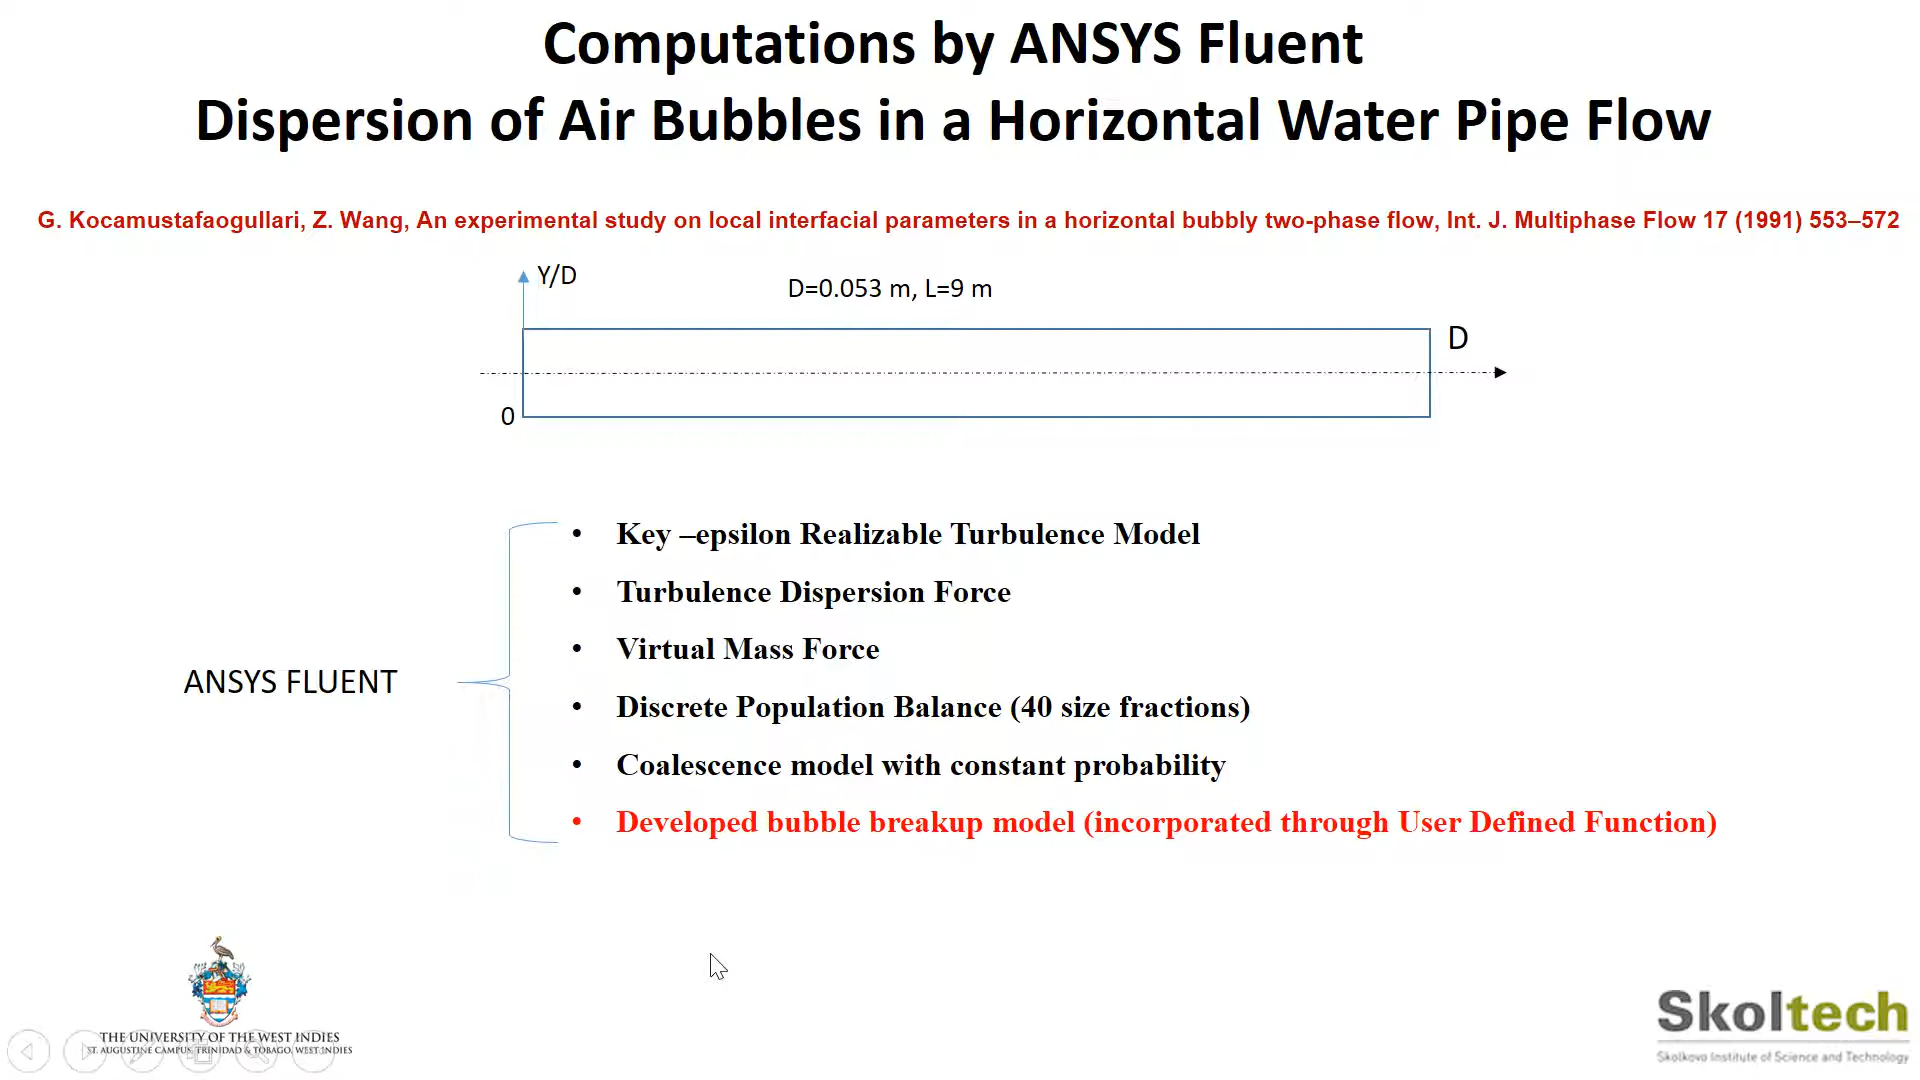 Computations by ANSYS Fluent
Dispersion of Air Bubbles in a Horizontal Water Pipe Flow
G. Kocamustafaogullari, Z. Wang, An experimental study on local interfacial parameters in a horizontal bubbly two-phase flow, Int. J. Multiphase Flow 17 (1991) 553–572
Y/D
D=0.053 m, L=9 m
D
0
• Key –epsilon Realizable Turbulence Model
• Turbulence Dispersion Force
• Virtual Mass Force
ANSYS FLUENT
• Discrete Population Balance (40 size fractions)
• Coalescence model with constant probability
• Developed bubble breakup model (incorporated through User Defined Function)
THE UNIVERSITY OF THE WEST INDIES
ST. AUGUSTINE CAMPUS, TRINIDAD & TOBAGO, WEST INDIES
Skoltech
Skolkovo Institute of Science and Technology